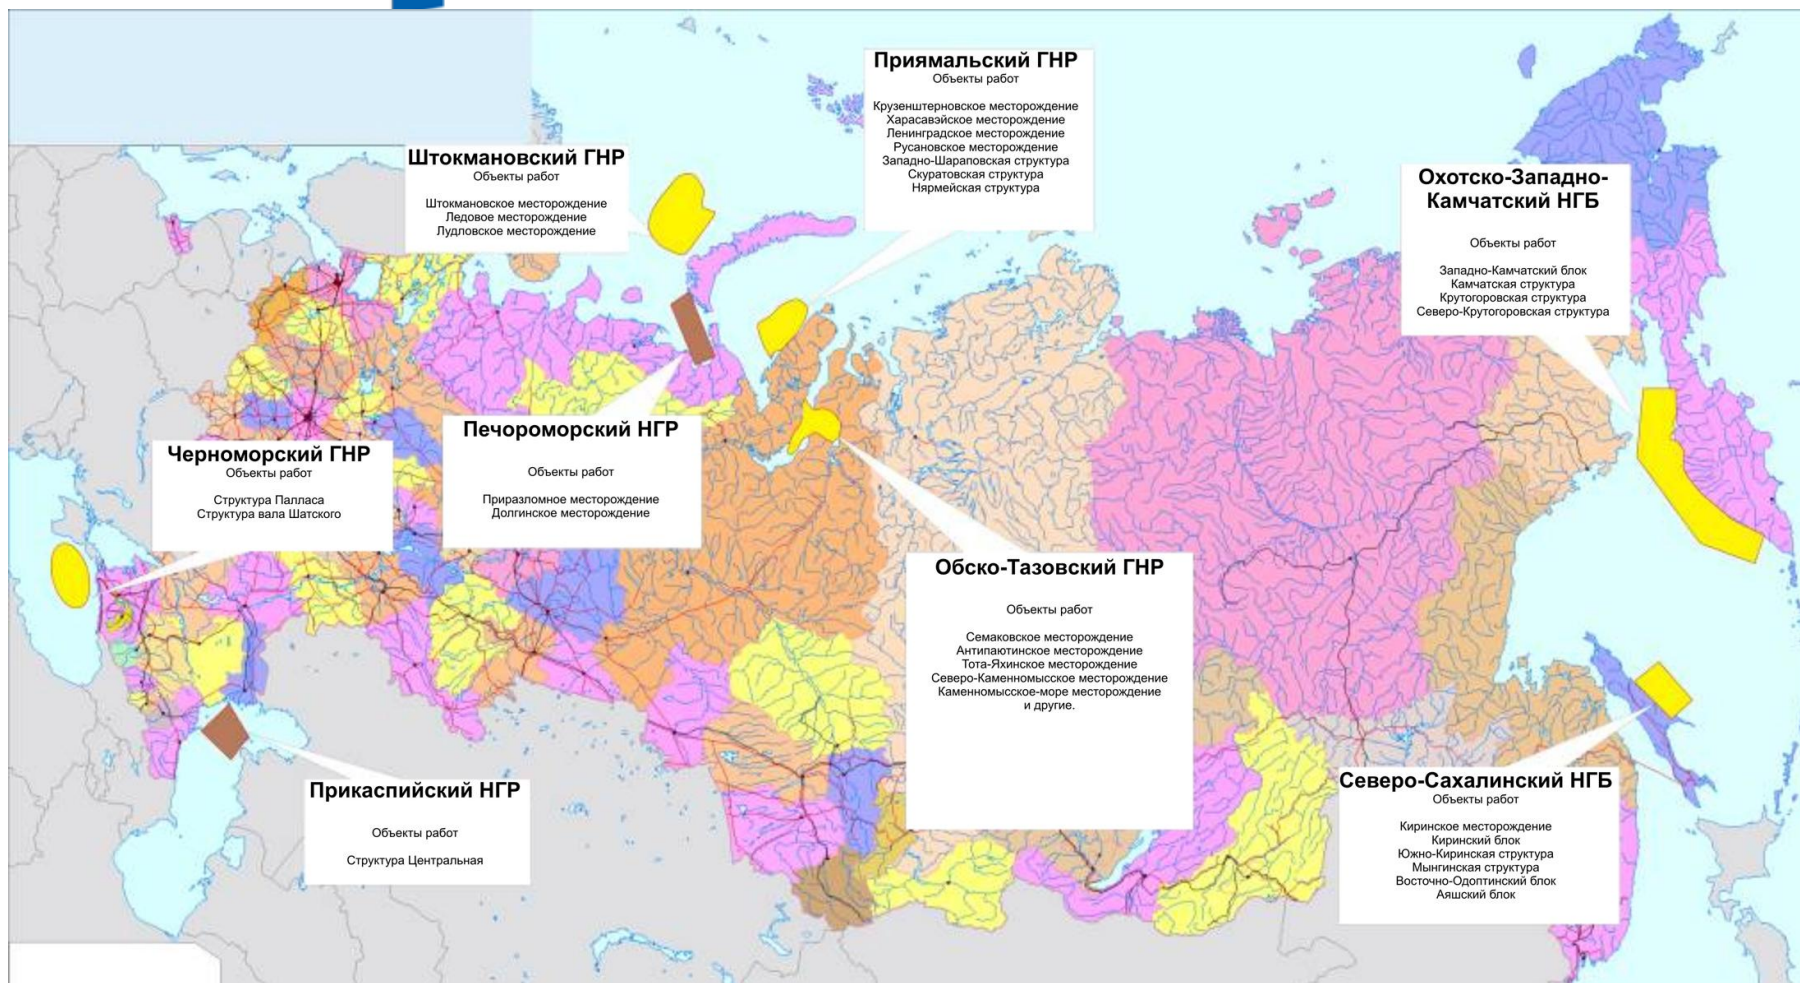 Приямальский ГНР
Объекты работ
Крузенштерновское месторождение
Харасавэйское месторождение
Ленинградское месторождение
Русановское месторождение
Западно-Шараповская структура
Скуратовская структура
Нярмейская структура
Штокмановский ГНР
Объекты работ
Штокмановское месторождение
Ледовое месторождение
Лудловское месторождение
Охотско-Западно-
Камчатский НГБ
Объекты работ
Западно-Камчатский блок
Камчатская структура
Крутогоровская структура
Северо-Крутогоровская структура
Печороморский НГР
Объекты работ
Приразломное месторождение
Долгинское месторождение
Черноморский ГНР
Объекты работ
Структура Палласа
Структура вала Шатского
Обско-Тазовский ГНР
Объекты работ
Семаковское месторождение
Антипаютинское месторождение
Тота-Яхинское месторождение
Северо-Каменномысское месторождение
Каменномысское-море месторождение
и другие.
Прикаспийский НГР
Объекты работ
Структура Центральная
Северо-Сахалинский НГБ
Объекты работ
Киринское месторождение
Киринский блок
Южно-Киринская структура
Мынгинская структура
Восточно-Одоптинский блок
Аяшский блок